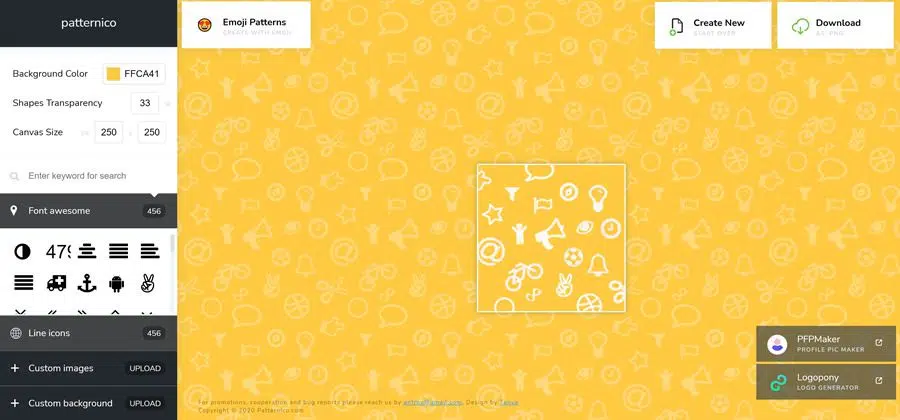 patternico
Emoji Patterns
CREATE WITH EMOJI
Create New
START OVER
Download
AS .PNG
Background Color
FFCA41
Shapes Transparency
33
%
Canvas Size
250
250
Enter keyword for search
Font awesome
456
479
Line icons
456
Custom images
UPLOAD
Custom background
UPLOAD
PFPMaker
PROFILE PIC MAKER
Logopony
LOGO GENERATOR
For promotions, cooperation and bug reports please reach us by Design by
Copyright © 2020 Patternico.com